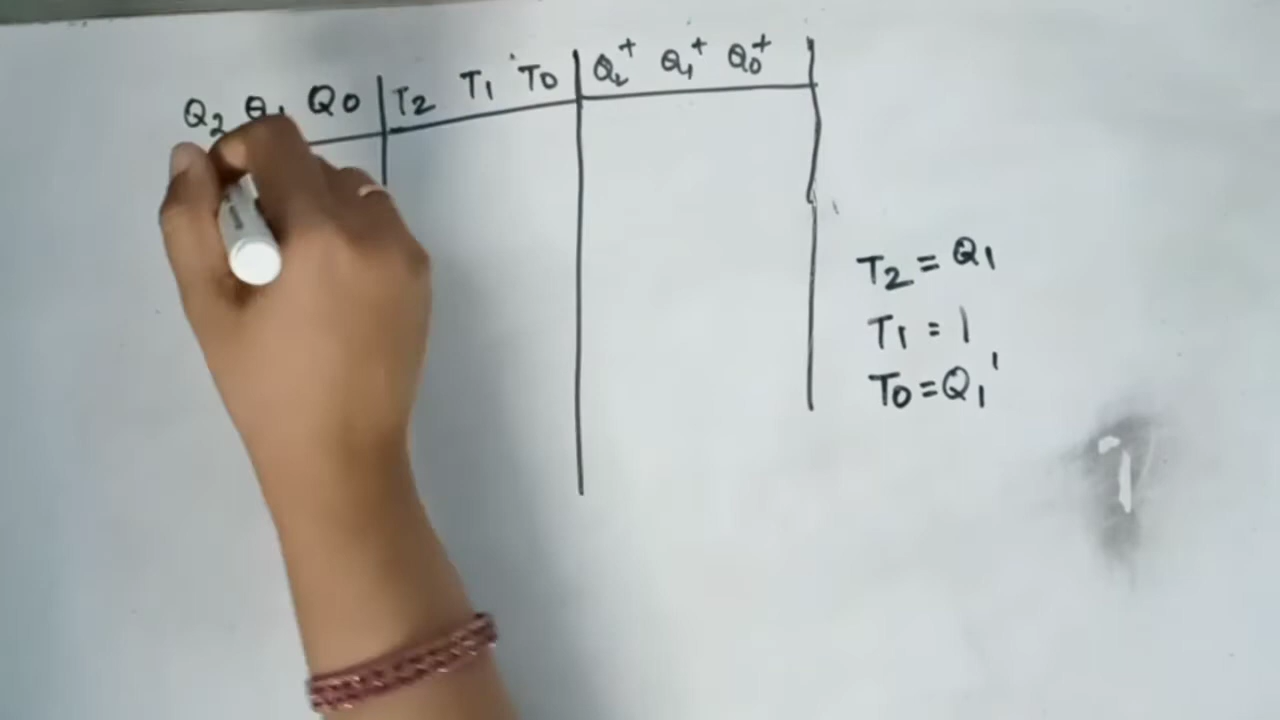 Q2 Q1 Q0 T2 T1 T0 Q2+ Q1+ Q0+
T2 = Q1
T1 = 1
T0 = Q1'